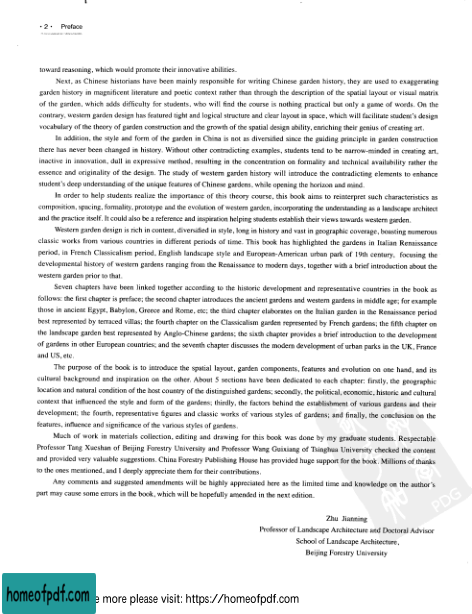 · 2 ·    Preface
toward reasoning, which would promote their innovative abilities.
Next, as Chinese historians have been mainly responsible for writing Chinese garden history, they are used to exaggerating
garden history in magnificent literature and poetic context rather than through the description of the spatial layout or visual matrix
of the garden, which adds difficulty for students, who will find the course is nothing practical but only a game of words. On the
contrary, western garden design has featured tight and logical structure and clear layout in space, which will facilitate student's design
vocabulary of the theory of garden construction and the growth of the spatial design ability, enriching their genius of creating art.
In addition, the style and form of the garden in China is not as diversified since the guiding principle in garden construction
there has never been changed in history. Without other contradicting examples, students tend to be narrow-minded in creating art,
inactive in innovation, dull in expressive method, resulting in the concentration on formality and technical availability rather than the
essence and originality of the design. The study of western garden history will introduce the contradicting elements to enhance
student's deep understanding of the unique features of Chinese gardens, while opening the horizon and mind.
In order to help students realize the importance of this theory course, this book aims to reinterpret such characteristics as
composition, spacing, formality, prototype and the evolution of western garden, incorporating the understanding as a landscape architect
and the practice itself. It could also be a reference and inspiration helping students establish their views towards western garden.
Western garden design is rich in content, diversified in style, long in history and vast in geographic coverage, boasting numerous
classic works from various countries in different periods of time. This book has highlighted the gardens in Italian Renaissance
period, in French Classicalism period, English landscape style and European-American urban park of 19th century, focusing the
developmental history of western gardens ranging from the Renaissance to modern days, together with a brief introduction about the
western garden prior to that.
Seven chapters have been linked together according to the historic development and representative countries in the book as
follows: the first chapter is preface; the second chapter introduces the ancient gardens and western gardens in middle age; for example
those in ancient Egypt, Babylon, Greece and Rome, etc; the third chapter elaborates on the Italian garden in the Renaissance period
best represented by terraced villas; the fourth chapter on the Classicalism garden represented by French gardens; the fifth chapter on
the landscape garden best represented by Anglo-Chinese gardens; the sixth chapter provides a brief introduction to the development
of gardens in other European countries; and the seventh chapter discusses the modern development of urban parks in the UK, France
and US, etc.
The purpose of the book is to introduce the spatial layout, garden components, features and evolution on one hand, and its
cultural background and inspiration on the other. About 5 sections have been dedicated to each chapter: firstly, the geographic
location and natural condition of the host country of the distinguished gardens; secondly, the political, economic, historic and cultural
context that influenced the style and form of the gardens; thirdly, the factors behind the establishment of various gardens and their
development; the fourth, representative figures and classic works of various styles of gardens; and finally, the conclusion on the
features, influence and significance of the various styles of gardens.
Much of work in materials collection, editing and drawing for this book was done by my graduate students. Respectable
Professor Tang Xueshan of Beijing Forestry University and Professor Wang Guixiang of Tsinghua University checked the content
and provided very valuable suggestions. China Forestry Publishing House has provided huge support for the book. Millions of thanks
to the ones mentioned, and I deeply appreciate them for their contributions.
Any comments and suggested amendments will be highly appreciated here as the limited time and knowledge on the author's
part may cause some errors in the book, which will be hopefully amended in the next edition.
Zhu Jianning
Professor of Landscape Architecture and Doctoral Advisor
School of Landscape Architecture,
Beijing Forestry University
PDG
homeofpdf.com
e more please visit: https://homeofpdf.com